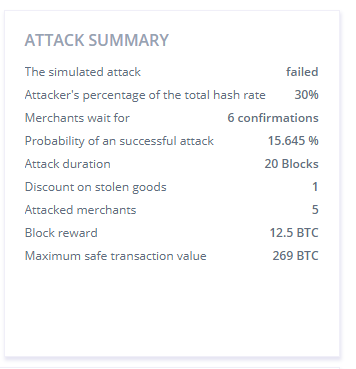 ATTACK SUMMARY
The simulated attack failed
Attacker's percentage of the total hash rate 30%
Merchants wait for 6 confirmations
Probability of an successful attack 15.645 %
Attack duration 20 Blocks
Discount on stolen goods 1
Attacked merchants 5
Block reward 12.5 BTC
Maximum safe transaction value 269 BTC